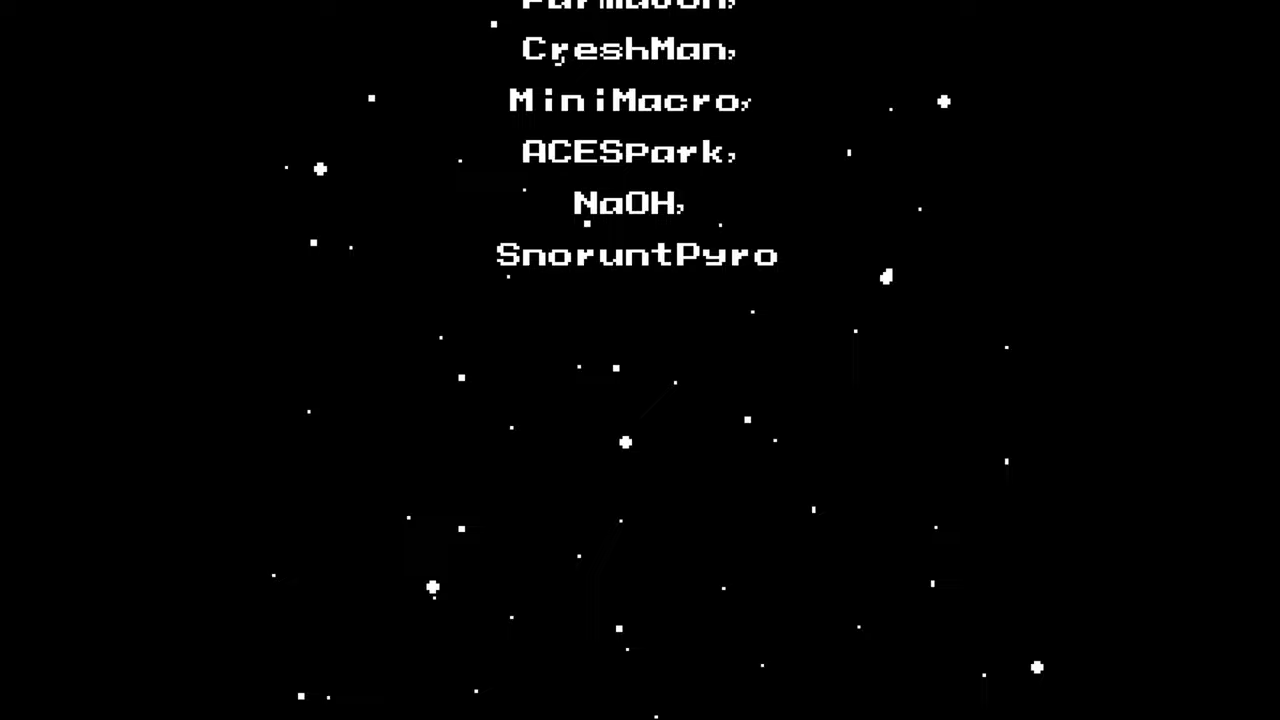 CreshMan,
MiniMacro,
ACESpark,
NaOH,
SnoruntPyro